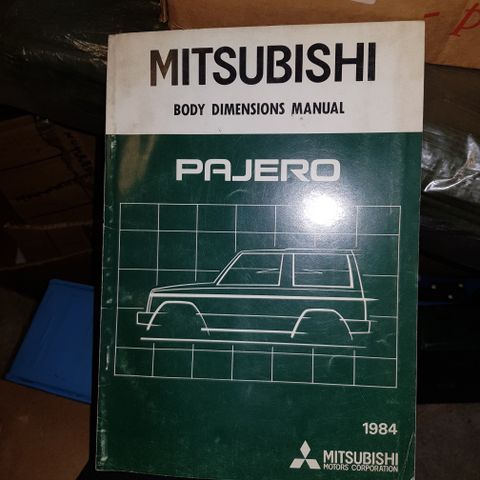 MITSUBISHI
BODY DIMENSIONS MANUAL
PAJERO
1984
MITSUBISHI
MOTORS CORPORATION